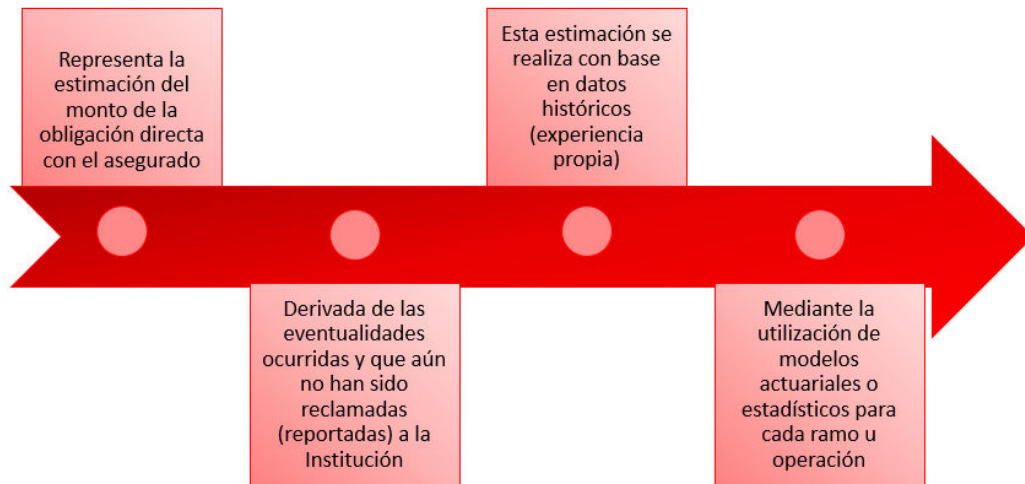 Representa la
estimación del
monto de la
obligación directa
con el asegurado
Derivada de las
eventualidades
ocurridas y que aún
no han sido
reclamadas
(reportadas) a la
Institución
Esta estimación se
realiza con base
en datos
históricos
(experiencia
propia)
Mediante la
utilización de
modelos
actuariales o
estadísticos para
cada ramo u
operación